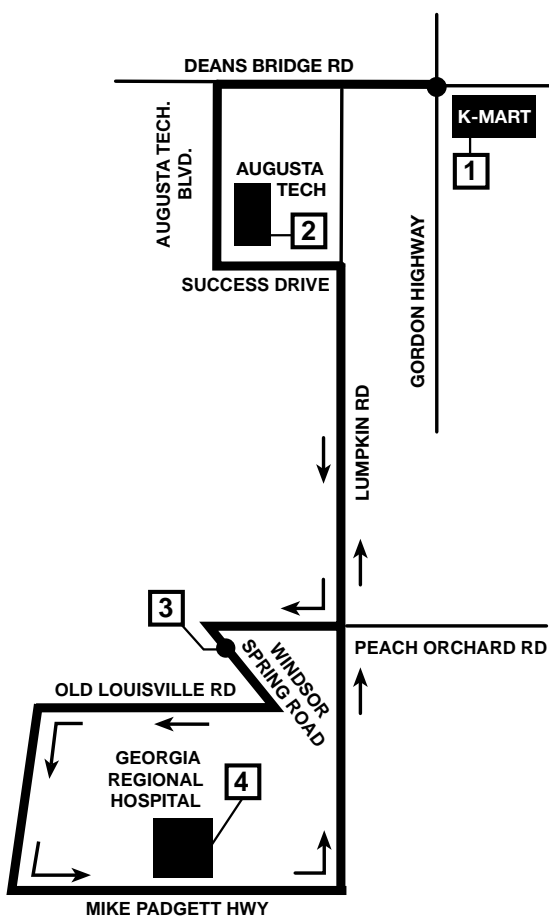 DEANS BRIDGE RD
K-MART
1
AUGUSTA TECH.
BLVD.
AUGUSTA
TECH
2
SUCCESS DRIVE
GORDON HIGHWAY
LUMPKIN RD
3
WINDSOR
SPRING ROAD
PEACH ORCHARD RD
OLD LOUISVILLE RD
GEORGIA
REGIONAL
HOSPITAL
4
MIKE PADGETT HWY